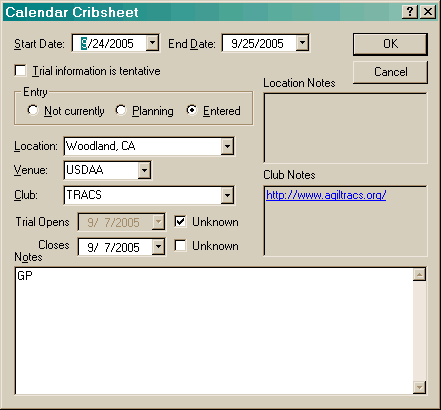 Calendar Cribsheet
Start Date: 9/24/2005 End Date: 9/25/2005 OK
Trial information is tentative Cancel
Entry Location Notes
Not currently Planning Entered
Location: Woodland, CA
Venue: USDAA
Club: TRACS Club Notes
http://www.agiltracs.org/
Trial Opens 9/ 7/2005 Unknown
Closes 9/ 7/2005 Unknown
Notes
GP